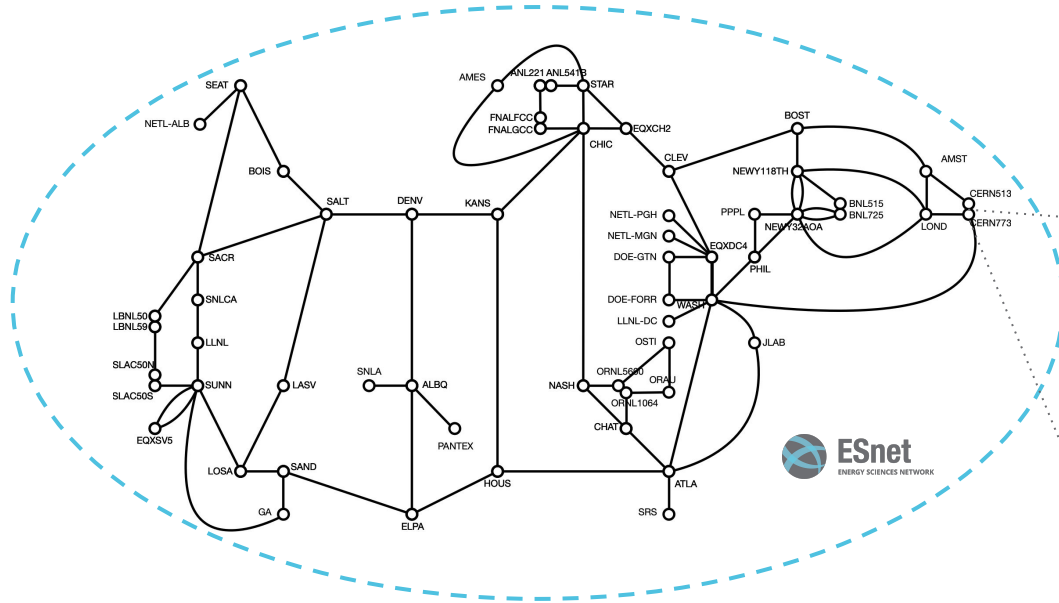 AMES
ANL221
ANL541B
STAR
SEAT
NETL-ALB
FNALFCC
FNALGCC
CHIC
EQXCH2
BOST
BOIS
CLEV
NEWY118TH
AMST
CERN513
SALT
DENV
KANS
NETL-PGH
PPPL
BNL515
BNL725
NEWY32AOA
LOND
CERN773
NETL-MGN
EQXDC4
SACR
DOE-GTN
PHIL
SNLCA
DOE-FORR
WASH
LBNL50
LBNL59
LLNL-DC
LLNL
OSTI
JLAB
SLAC50N
SNLA
ORNL5600
ORAU
SLAC50S
SUNN
LASV
ALBQ
NASH
ORNL1064
EQXSV5
PANTEX
CHAT
ESnet
ENERGY SCIENCES NETWORK
LOSA
SAND
HOUS
ATLA
GA
ELPA
SRS